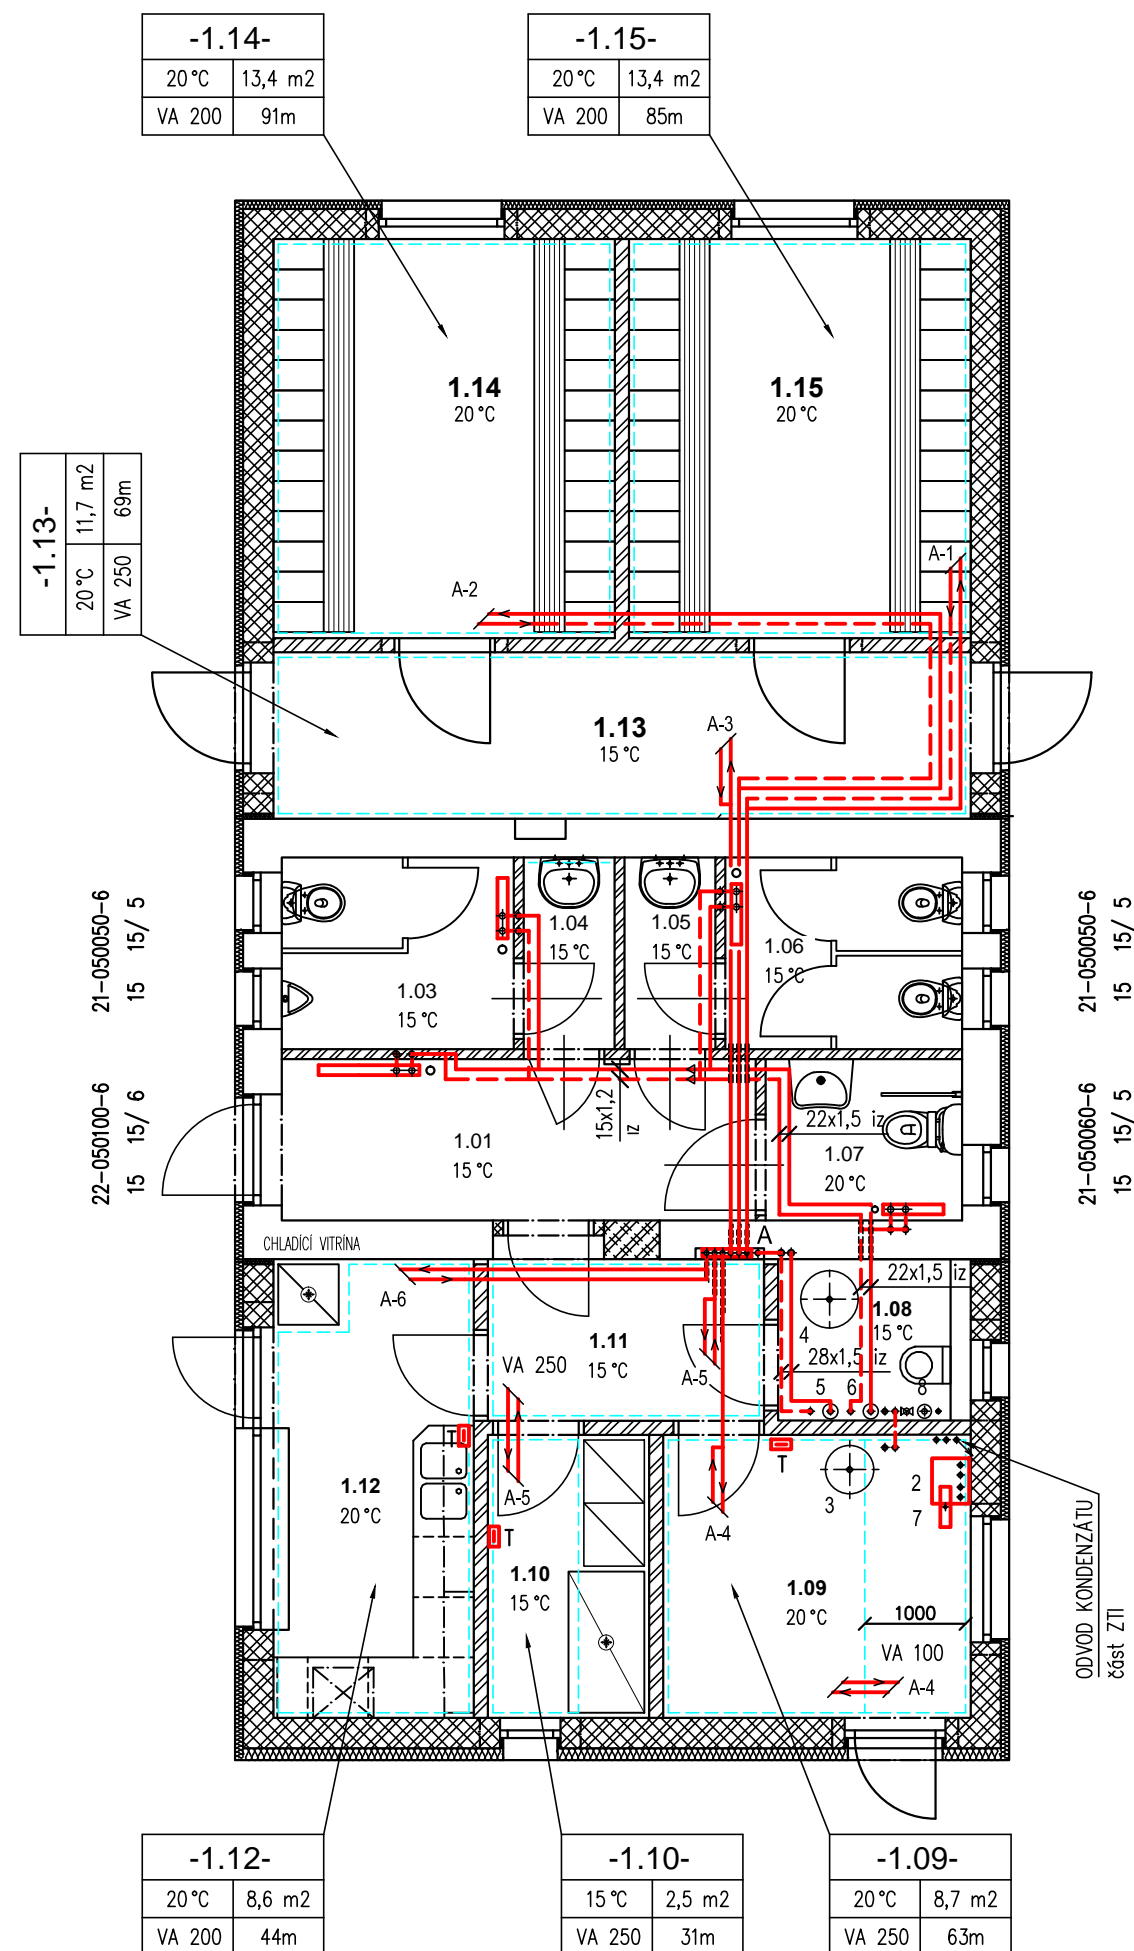 -1.14-
20°C 13,4 m2
VA 200 91m
-1.15-
20°C 13,4 m2
VA 200 85m
1.14
20°C
1.15
20°C
-1.13-
20°C 11,7 m2
VA 250 69m
A-1
A-2
1.13
15°C
A-3
21-050050-6
15 15/ 5
1.04
15°C
1.05
15°C
1.06
15°C
1.03
15°C
21-050050-6
15 15/ 5
22-050100-6
15 15/ 6
15x1,2
iz
1.01
15°C
22x1,5 iz
1.07
20°C
21-050060-6
15 15/ 5
A
CHLADÍCÍ VITRÍNA
22x1,5 iz
A-6
4
1.08
15°C
1.11
15°C
VA 250
A-5
28x1,5 iz
5
6
8
T
T
A-5
1.12
20°C
T
3
2
7
A-4
1.10
15°C
1.09
20°C
1000
VA 100
A-4
ODVOD KONDENZÁTU
část ZTI
-1.12-
20°C 8,6 m2
VA 200 44m
-1.10-
15°C 2,5 m2
VA 250 31m
-1.09-
20°C 8,7 m2
VA 250 63m